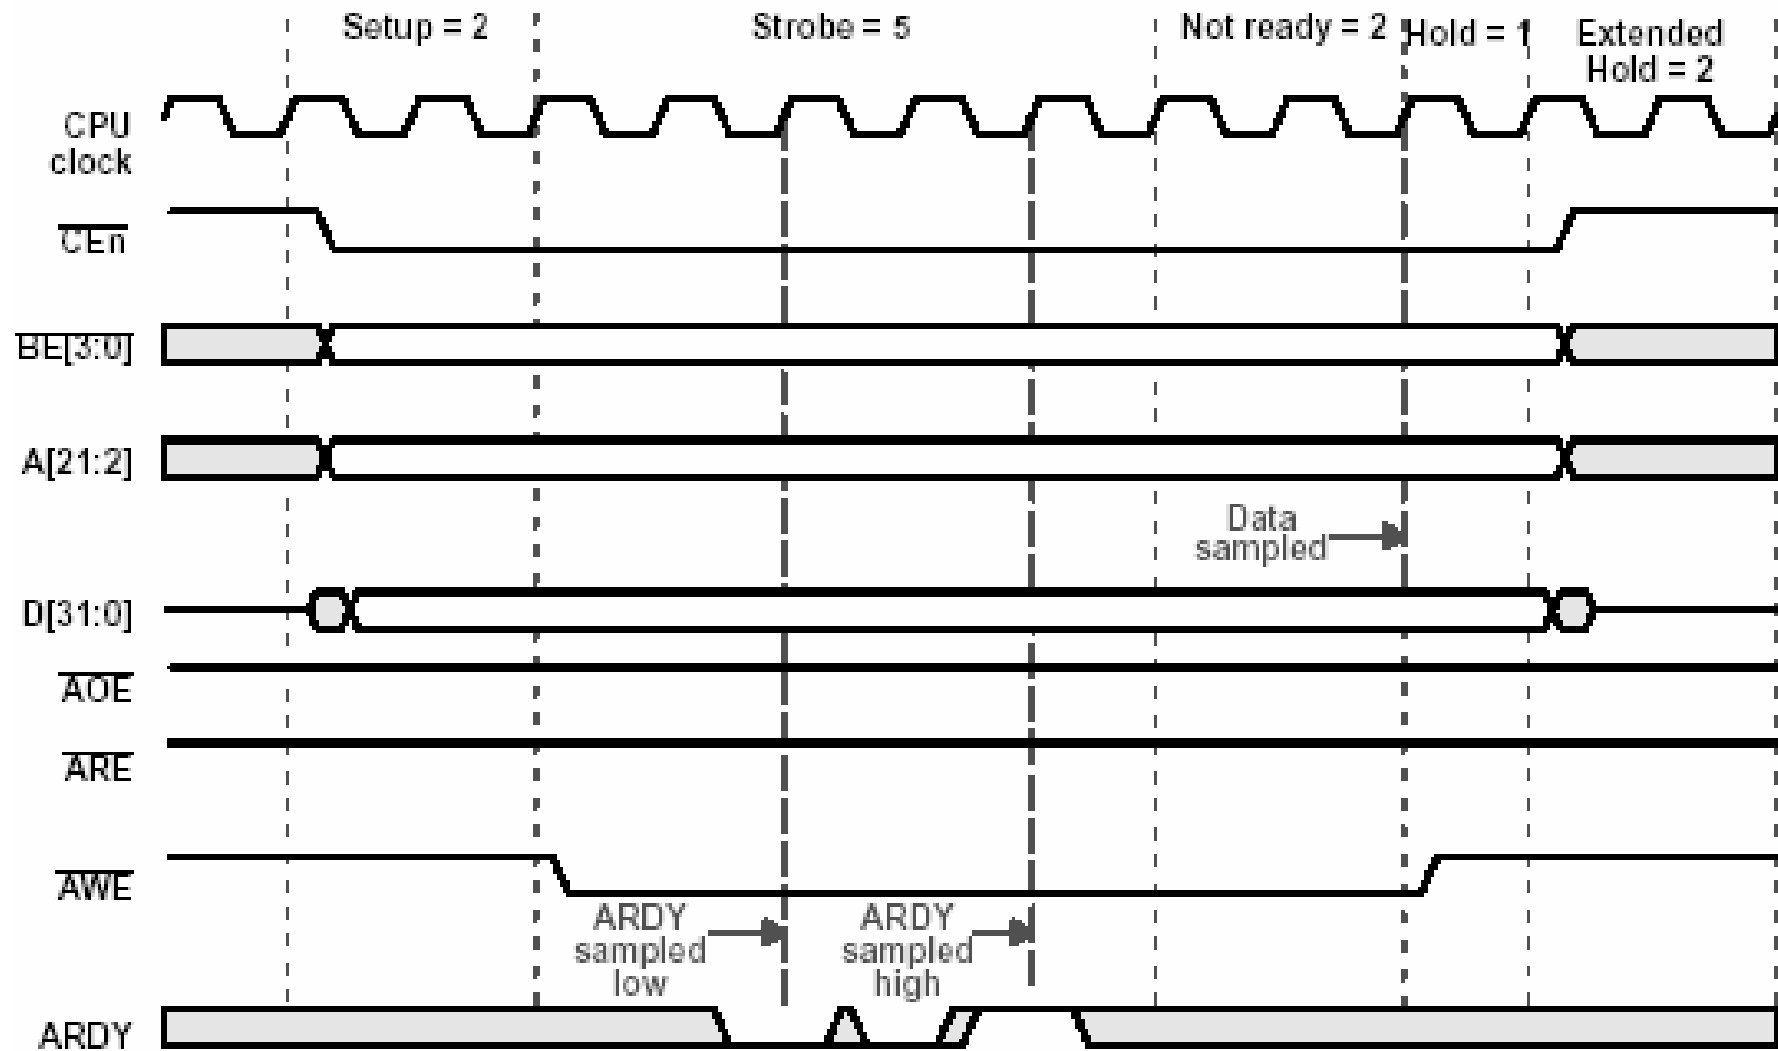 Setup = 2
Strobe = 5
Not ready = 2
Hold = 1
Extended
Hold = 2
CPU
clock
CEn
BE[3:0]
A[21:2]
Data
sampled
D[31:0]
AOE
ARE
AWE
ARDY
sampled
low
ARDY
sampled
high
ARDY